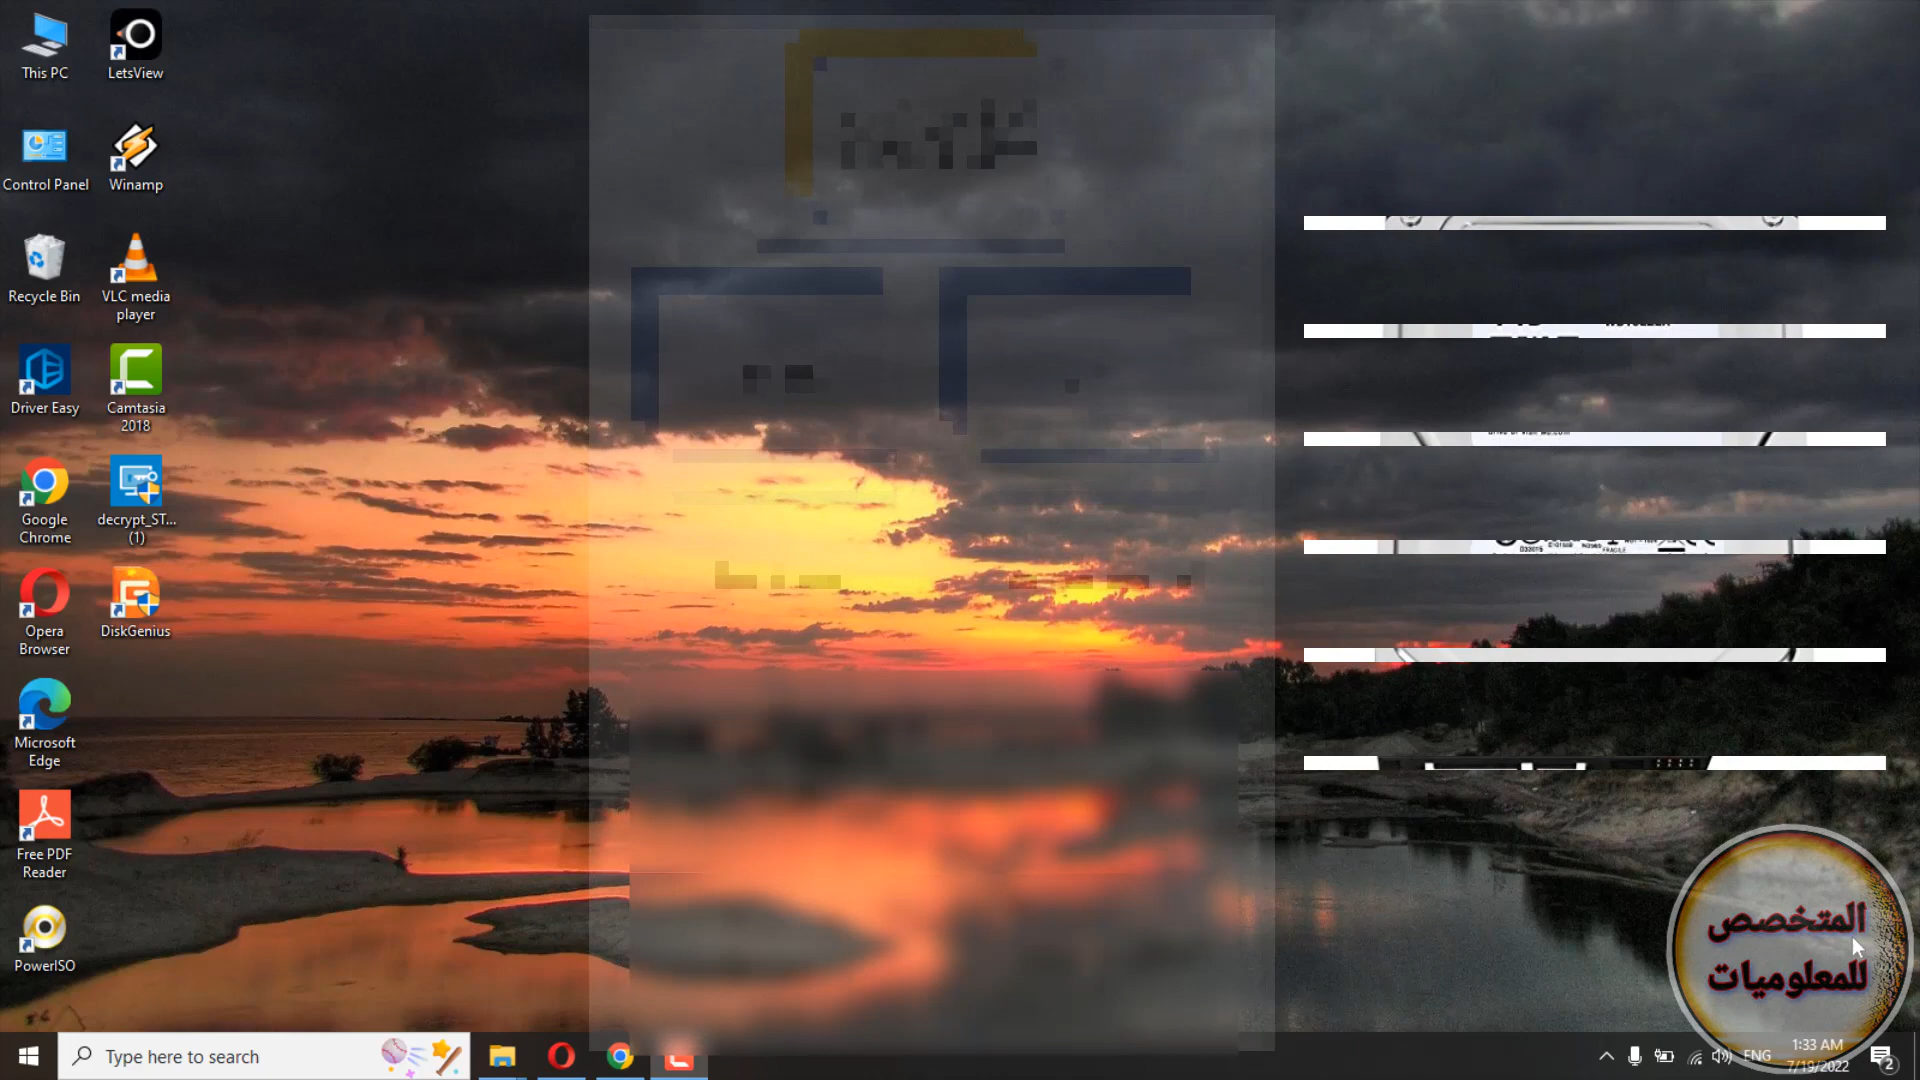 This PC
LetsView
Control Panel
Winamp
Recycle Bin
VLC media
player
Driver Easy
Camtasia
2018
Google
Chrome
decrypt_ST...
(1)
Opera
Browser
DiskGenius
Microsoft
Edge
Free PDF
Reader
PowerISO
المتخصص
للمعلوميات
Type here to search
ENG
1:33 AM
7/19/2022
2